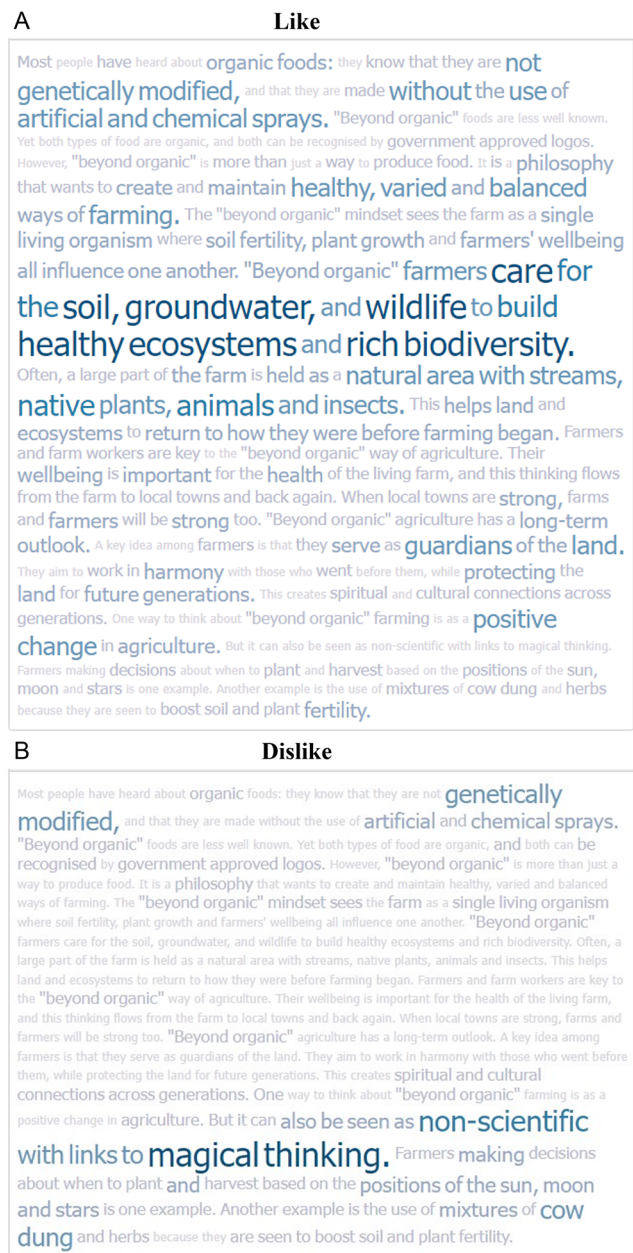 A
Like
Most people have heard about organic foods: they know that they are not
genetically modified, and that they are made without the use of
artificial and chemical sprays. "Beyond organic" foods are less well known.
Yet both types of food are organic, and both can be recognised by government approved logos.
However, "beyond organic" is more than just a way to produce food. It is a philosophy
that wants to create and maintain healthy, varied and balanced
ways of farming. The "beyond organic" mindset sees the farm as a single
living organism where soil fertility, plant growth and farmers' wellbeing
all influence one another. "Beyond Organic" farmers care for
the soil, groundwater, and wildlife to build
healthy ecosystems and rich biodiversity.
Often, a large part of the farm is held as a natural area with streams,
native plants, animals and insects. This helps land and
ecosystems to return to how they were before farming began. Farmers
and farm workers are key to the "beyond organic" way of agriculture. Their
wellbeing is important for the health of the living farm, and this thinking flows
from the farm to local towns and back again. When local towns are strong, farms
and farmers will be strong too. "Beyond Organic" agriculture has a long-term
outlook. A key idea among farmers is that they serve as guardians of the land.
They aim to work in harmony with those who went before them, while protecting the
land for future generations. This creates spiritual and cultural connections across
generations. One way to think about "beyond organic" farming is as a positive
change in agriculture. But it can also be seen as non-scientific with links to magical thinking.
Farmers making decisions about when to plant and harvest based on the positions of the sun,
moon and stars is one example. Another example is the use of mixtures of cow dung and herbs
because they are seen to boost soil and plant fertility.
B
Dislike
Most people have heard about organic foods: they know that they are not genetically
modified, and that they are made without the use of artificial and chemical sprays.
"Beyond organic" foods are less well known. Yet both types of food are organic, and both can be
recognised by government approved logos. However, "beyond organic" is more than just a
way to produce food. It is a philosophy that wants to create and maintain healthy, varied and balanced
ways of farming. The "beyond organic" mindset sees the farm as a single living organism
where soil fertility, plant growth and farmers' wellbeing all influence one another. "Beyond Organic"
farmers care for the soil, groundwater, and wildlife to build healthy ecosystems and rich biodiversity. Often, a
large part of the farm is held as a natural area with streams, native plants, animals and insects. This helps
land and ecosystems to return to how they were before farming began. Farmers and farm workers are key to
the "beyond organic" way of agriculture. Their wellbeing is important for the health of the living farm,
and this thinking flows from the farm to local towns and back again. When local towns are strong, farms and
farmers will be strong too. "Beyond Organic" agriculture has a long-term outlook. A key idea among
farmers is that they serve as guardians of the land. They aim to work in harmony with those who went before
them, while protecting the land for future generations. This creates spiritual and cultural
connections across generations. One way to think about "beyond organic" farming is as a
positive change in agriculture. But it can also be seen as non-scientific
with links to magical thinking. Farmers making decisions
about when to plant and harvest based on the positions of the sun, moon
and stars is one example. Another example is the use of mixtures of cow
dung and herbs because they are seen to boost soil and plant fertility.